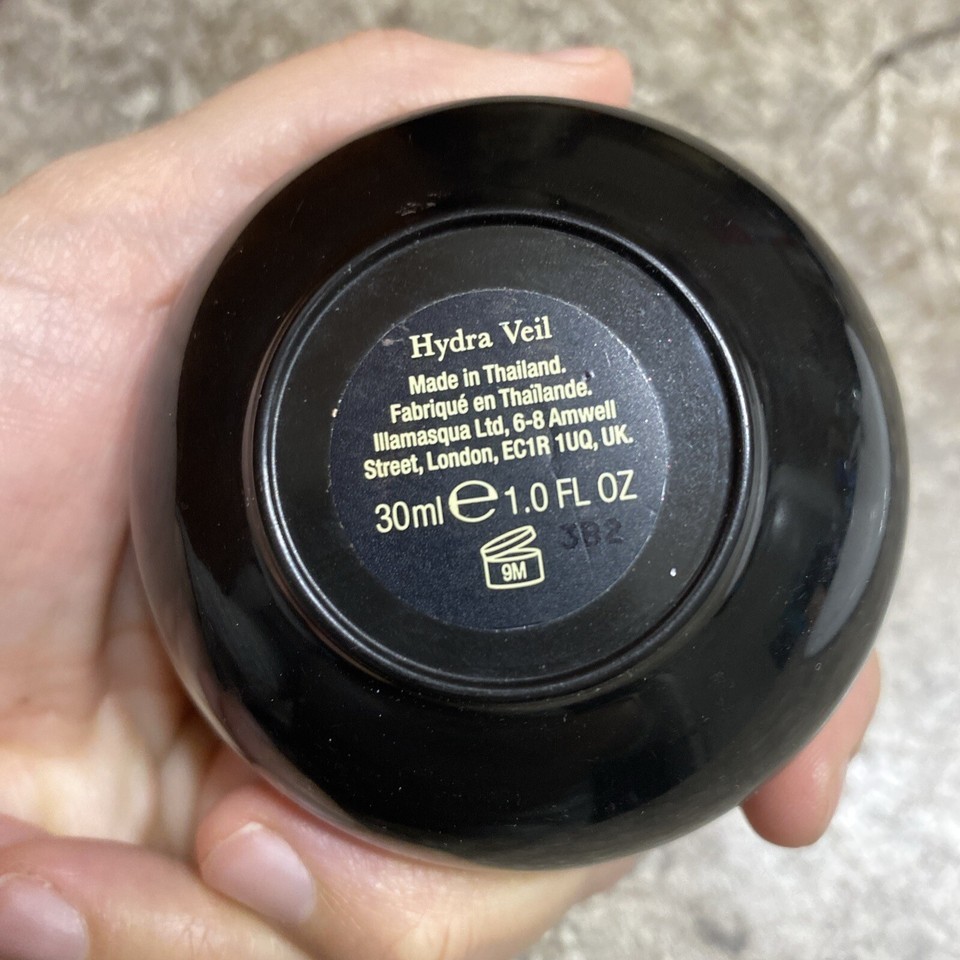 Hydra Veil
Made in Thailand.
Fabriqué en Thaïlande.
Illamasqua Ltd, 6-8 Amwell
Street, London, EC1R 1UQ, UK.
30ml e 1.0 FL OZ
3B2
9M